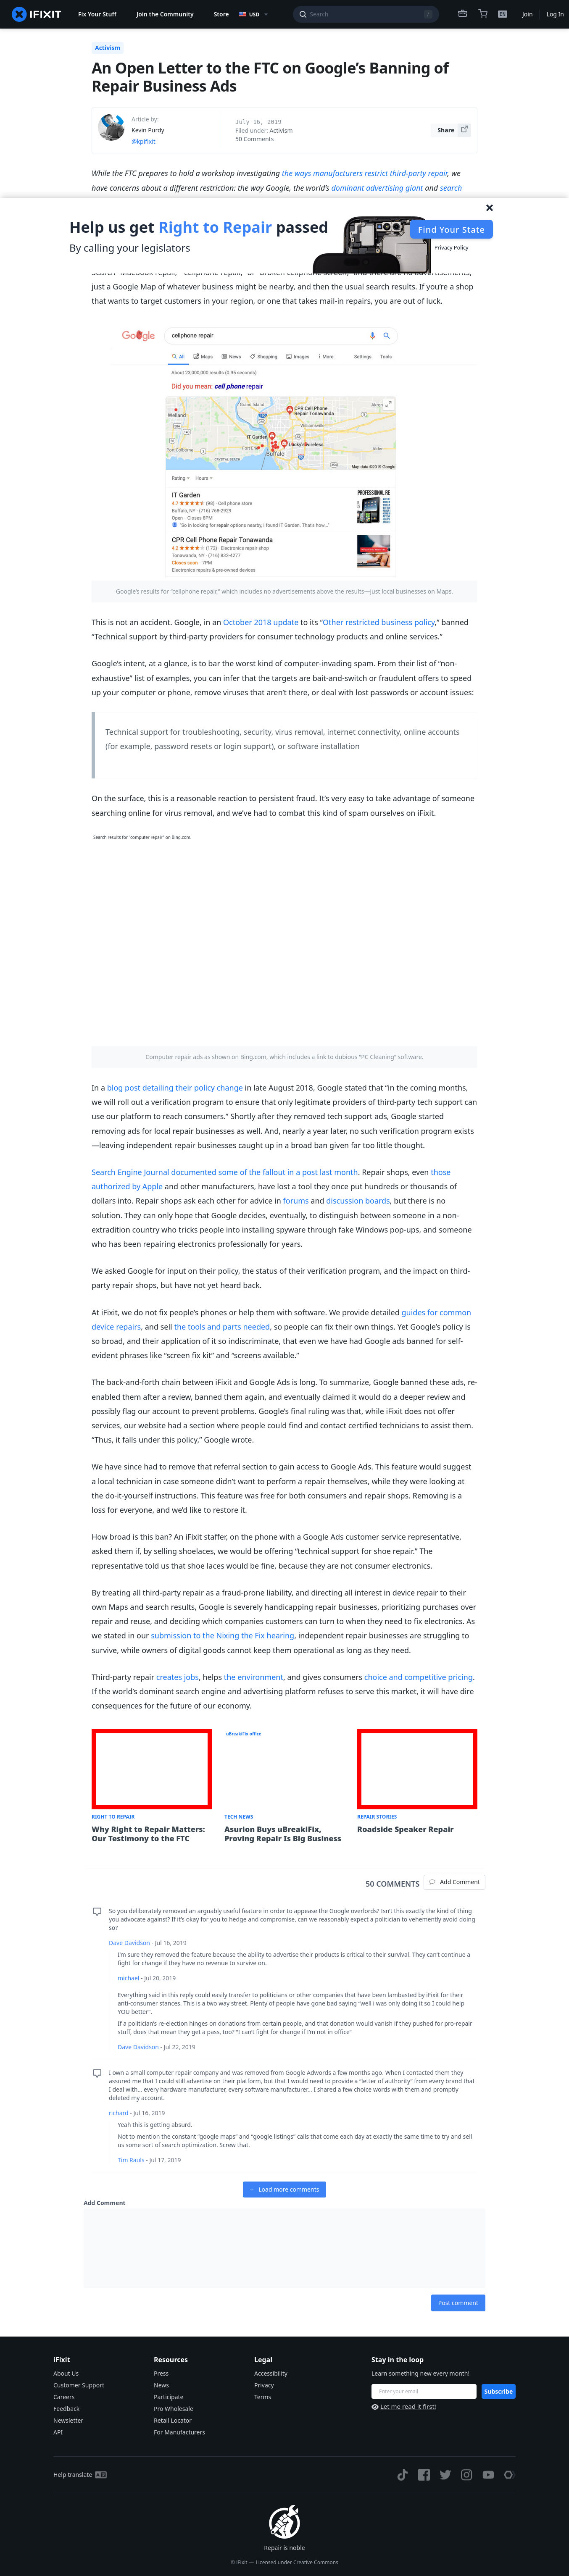 IFIXIT
Fix Your Stuff
Join the Community
Store
USD
Search
/
EN
Join
Log In
Activism
An Open Letter to the FTC on Google’s Banning of
Repair Business Ads
Article by:
Kevin Purdy
@kpifixit
July 16, 2019
Filed under: Activism
50 Comments
Share
While the FTC prepares to hold a workshop investigating the ways manufacturers restrict third-party repair, we
have concerns about a different restriction: the way Google, the world’s dominant advertising giant and search
Help us get Right to Repair passed
By calling your legislators
Find Your State
Privacy Policy
just a Google Map of whatever business might be nearby, and then the usual search results. If you’re a shop
that wants to target customers in your region, or one that takes mail-in repairs, you are out of luck.
Google
cellphone repair
All
Maps
News
Shopping
Images
More
Settings
Tools
About 23,000,000 results (0.95 seconds)
Did you mean: cell phone repair
Grand Island
Williamsville
Welland
CPR Cell Phone
Repair Tonawanda
IT Garden
Lucky's Wirelesss
Buffalo
Map data ©2019 Google
Rating
Hours
IT Garden
4.7 (98) · Cell phone store
Buffalo, NY · (716) 768-2929
Open · Closes 8PM
"So in looking for repair options nearby, I found IT Garden. That's how..."
PROFESSIONAL RE
CPR Cell Phone Repair Tonawanda
4.2 (172) · Electronics repair shop
Tonawanda, NY · (716) 832-4277
Closes soon · 7PM
Electronics repairs & pre-owned devices
Google’s results for “cellphone repair,” which includes no advertisements above the results—just local businesses on Maps.
This is not an accident. Google, in an October 2018 update to its “Other restricted business policy,” banned
“Technical support by third-party providers for consumer technology products and online services.”
Google’s intent, at a glance, is to bar the worst kind of computer-invading spam. From their list of “non-
exhaustive” list of examples, you can infer that the targets are bait-and-switch or fraudulent offers to speed
up your computer or phone, remove viruses that aren’t there, or deal with lost passwords or account issues:
Technical support for troubleshooting, security, virus removal, internet connectivity, online accounts
(for example, password resets or login support), or software installation
On the surface, this is a reasonable reaction to persistent fraud. It’s very easy to take advantage of someone
searching online for virus removal, and we’ve had to combat this kind of spam ourselves on iFixit.
Search results for "computer repair" on Bing.com.
Computer repair ads as shown on Bing.com, which includes a link to dubious “PC Cleaning” software.
In a blog post detailing their policy change in late August 2018, Google stated that “in the coming months,
we will roll out a verification program to ensure that only legitimate providers of third-party tech support can
use our platform to reach consumers.” Shortly after they removed tech support ads, Google started
removing ads for local repair businesses as well. And, nearly a year later, no such verification program exists
—leaving independent repair businesses caught up in a broad ban given far too little thought.
Search Engine Journal documented some of the fallout in a post last month. Repair shops, even those
authorized by Apple and other manufacturers, have lost a tool they once put hundreds or thousands of
dollars into. Repair shops ask each other for advice in forums and discussion boards, but there is no
solution. They can only hope that Google decides, eventually, to distinguish between someone in a non-
extradition country who tricks people into installing spyware through fake Windows pop-ups, and someone
who has been repairing electronics professionally for years.
We asked Google for input on their policy, the status of their verification program, and the impact on third-
party repair shops, but have not yet heard back.
At iFixit, we do not fix people’s phones or help them with software. We provide detailed guides for common
device repairs, and sell the tools and parts needed, so people can fix their own things. Yet Google’s policy is
so broad, and their application of it so indiscriminate, that even we have had Google ads banned for self-
evident phrases like “screen fix kit” and “screens available.”
The back-and-forth chain between iFixit and Google Ads is long. To summarize, Google banned these ads, re-
enabled them after a review, banned them again, and eventually claimed it would do a deeper review and
possibly flag our account to prevent problems. Google’s final ruling was that, while iFixit does not offer
services, our website had a section where people could find and contact certified technicians to assist them.
“Thus, it falls under this policy,” Google wrote.
We have since had to remove that referral section to gain access to Google Ads. This feature would suggest
a local technician in case someone didn’t want to perform a repair themselves, while they were looking at
the do-it-yourself instructions. This feature was free for both consumers and repair shops. Removing is a
loss for everyone, and we’d like to restore it.
How broad is this ban? An iFixit staffer, on the phone with a Google Ads customer service representative,
asked them if, by selling shoelaces, we would be offering “technical support for shoe repair.” The
representative told us that shoe laces would be fine, because they are not consumer electronics.
By treating all third-party repair as a fraud-prone liability, and directing all interest in device repair to their
own Maps and search results, Google is severely handicapping repair businesses, prioritizing purchases over
repair and reuse, and deciding which companies customers can turn to when they need to fix electronics. As
we stated in our submission to the Nixing the Fix hearing, independent repair businesses are struggling to
survive, while owners of digital goods cannot keep them operational as long as they need.
Third-party repair creates jobs, helps the environment, and gives consumers choice and competitive pricing.
If the world’s dominant search engine and advertising platform refuses to serve this market, it will have dire
consequences for the future of our economy.
uBreakiFix office
RIGHT TO REPAIR
Why Right to Repair Matters:
Our Testimony to the FTC
TECH NEWS
Asurion Buys uBreakiFix,
Proving Repair Is Big Business
REPAIR STORIES
Roadside Speaker Repair
50 COMMENTS
Add Comment
So you deliberately removed an arguably useful feature in order to appease the Google overlords? Isn’t this exactly the kind of thing
you advocate against? If it’s okay for you to hedge and compromise, can we reasonably expect a politician to vehemently avoid doing
so?
Dave Davidson - Jul 16, 2019
I’m sure they removed the feature because the ability to advertise their products is critical to their survival. They can’t continue a
fight for change if they have no revenue to survive on.
michael - Jul 20, 2019
Everything said in this reply could easily transfer to politicians or other companies that have been lambasted by iFixit for their
anti-consumer stances. This is a two way street. Plenty of people have gone bad saying “well i was only doing it so I could help
YOU better”.
If a politician’s re-election hinges on donations from certain people, and that donation would vanish if they pushed for pro-repair
stuff, does that mean they get a pass, too? “I can’t fight for change if I’m not in office”
Dave Davidson - Jul 22, 2019
I own a small computer repair company and was removed from Google Adwords a few months ago. When I contacted them they
assured me that I could still advertise on their platform, but that I would need to provide a “letter of authority” from every brand that
I deal with… every hardware manufacturer, every software manufacturer… I shared a few choice words with them and promptly
deleted my account.
richard - Jul 16, 2019
Yeah this is getting absurd.
Not to mention the constant “google maps” and “google listings” calls that come each day at exactly the same time to try and sell
us some sort of search optimization. Screw that.
Tim Rauls - Jul 17, 2019
Load more comments
Add Comment
Post comment
iFixit
About Us
Customer Support
Careers
Feedback
Newsletter
API
Resources
Press
News
Participate
Pro Wholesale
Retail Locator
For Manufacturers
Legal
Accessibility
Privacy
Terms
Stay in the loop
Learn something new every month!
Enter your email
Subscribe
Let me read it first!
Help translate
Repair is noble
© iFixit — Licensed under Creative Commons